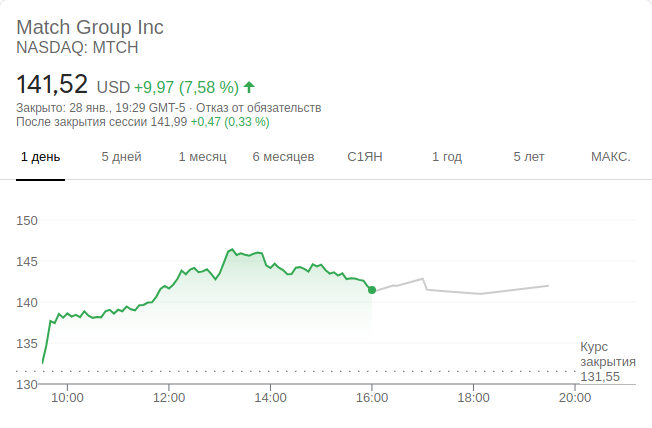 Match Group Inc
NASDAQ: MTCH
141,52 USD +9,97 (7,58 %)
Закрыто: 28 янв., 19:29 GMT-5 · Отказ от обязательств
После закрытия сессии 141,99 +0,47 (0,33 %)
1 день 5 дней 1 месяц 6 месяцев С1ЯН 1 год 5 лет МАКС.
150
145
140
135
130
Курс
закрытия
131,55
10:00 12:00 14:00 16:00 18:00 20:00